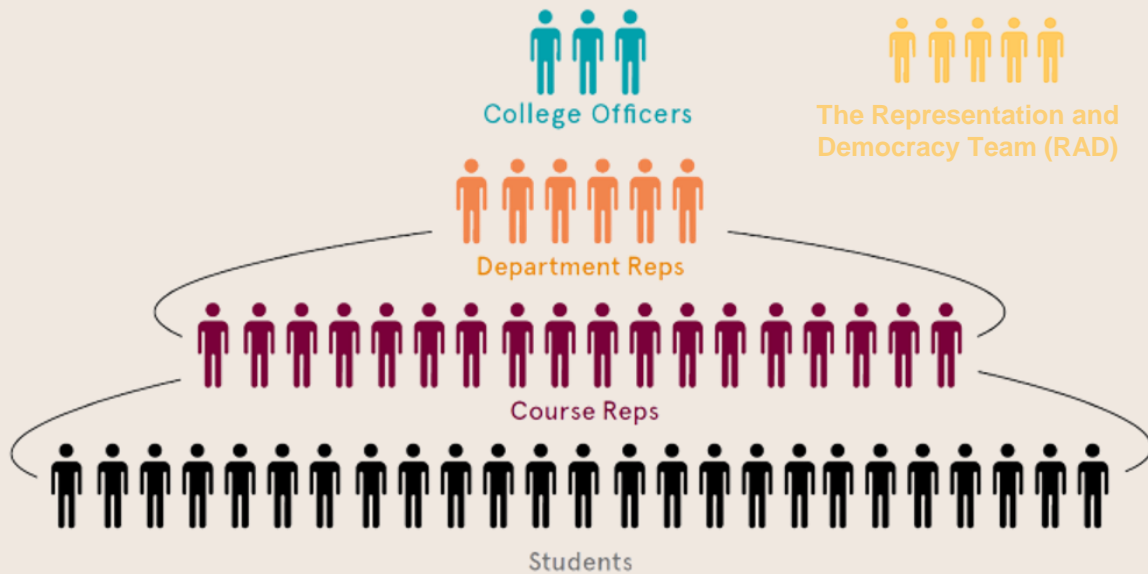 College Officers
The Representation and
Democracy Team (RAD)
Department Reps
Course Reps
Students